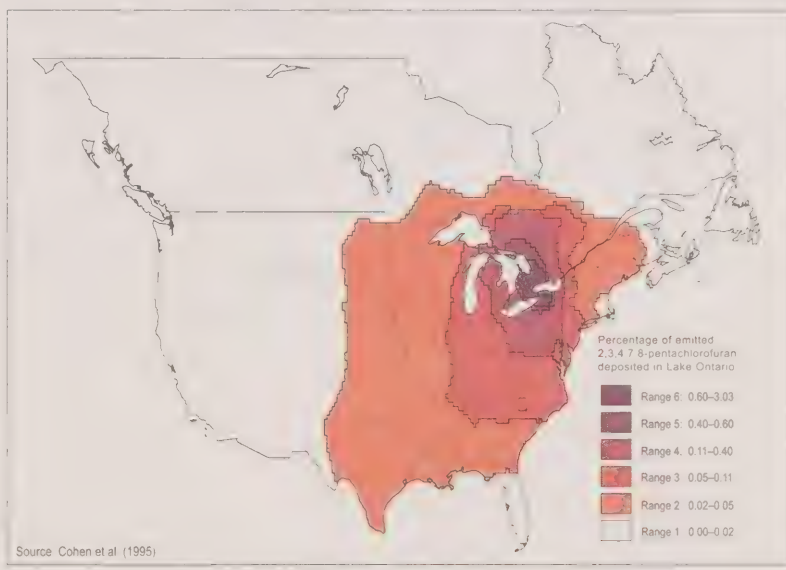 Percentage of emitted
2,3,4 7 8-pentachlorofuran
deposited in Lake Ontario
Range 6: 0.60–3.03
Range 5: 0.40–0.60
Range 4. 0.11–0.40
Range 3 0.05–0.11
Range 2 0.02–0.05
Range 1 0 00–0 02
Source Cohen et al (1995)